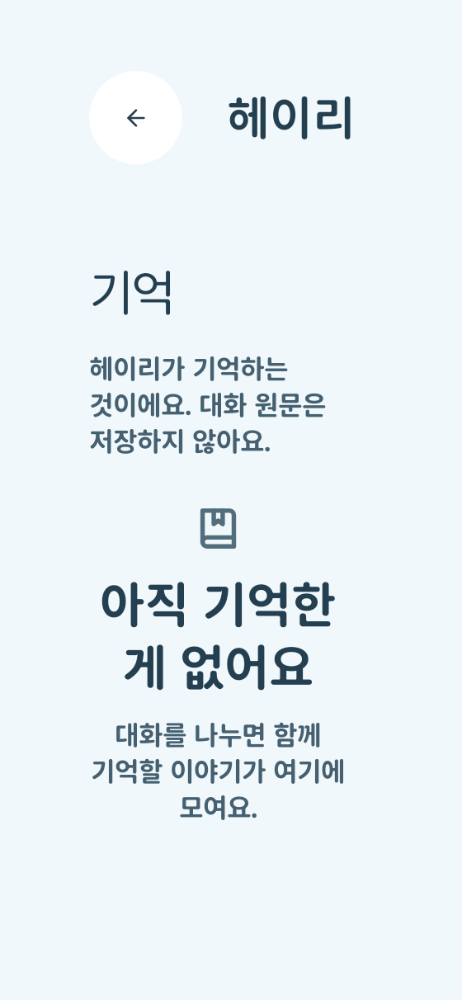 헤이리
기억
헤이리가 기억하는
것이에요. 대화 원문은
저장하지 않아요.
아직 기억한
게 없어요
대화를 나누면 함께
기억할 이야기가 여기에
모여요.